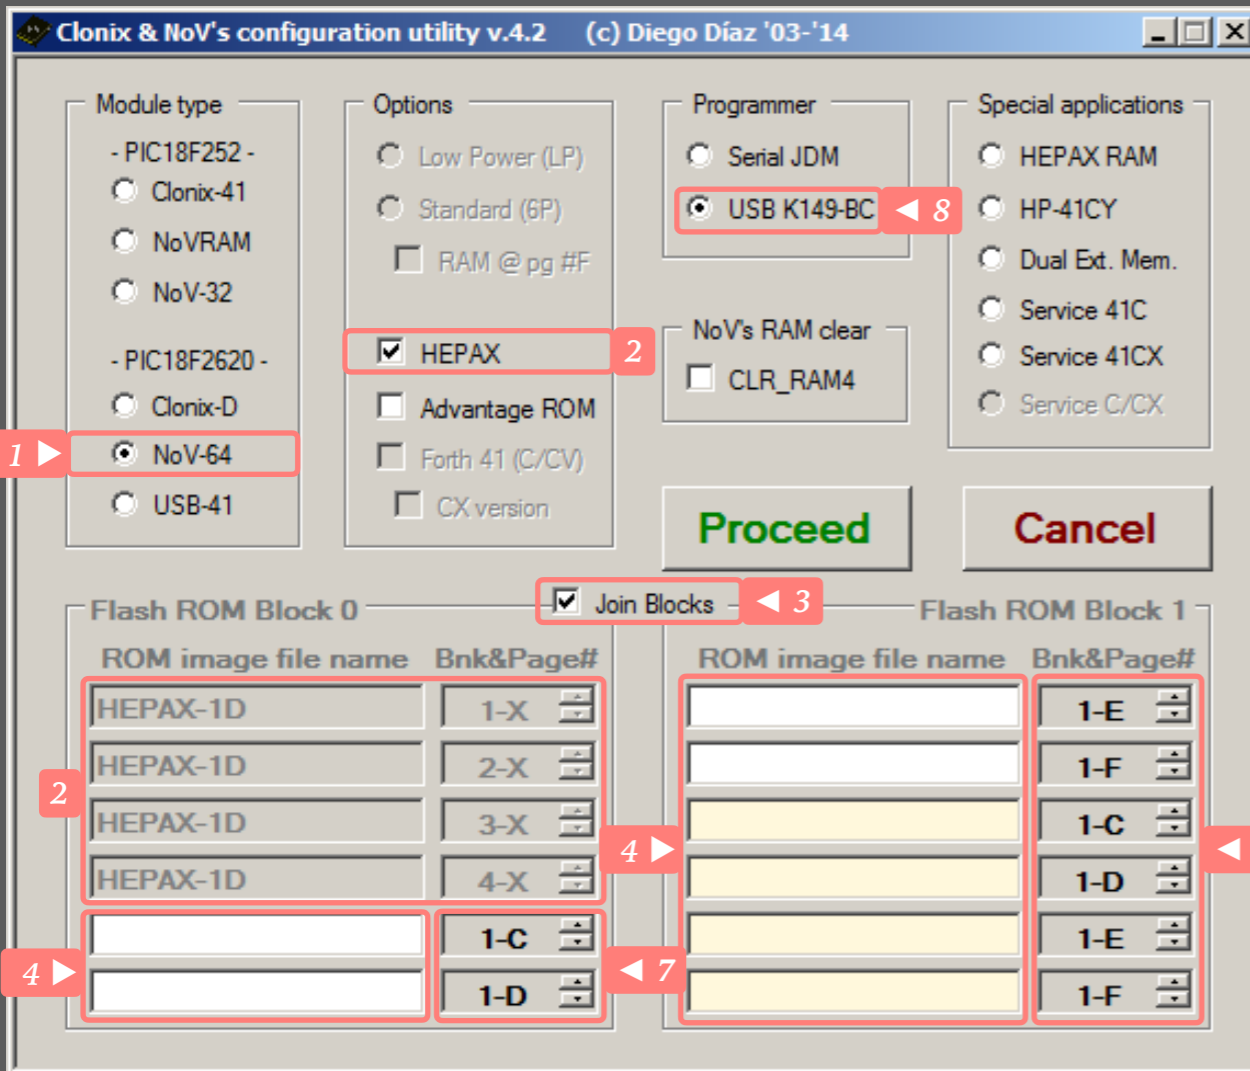 Clonix & NoV's configuration utility v.4.2 (c) Diego Díaz '03-'14
Module type
- PIC18F252 -
Clonix-41
NoVRAM
NoV-32
- PIC18F2620 -
Clonix-D
1
NoV-64
USB-41
Options
Low Power (LP)
Standard (6P)
RAM @ pg #F
HEPAX
2
Advantage ROM
Forth 41 (C/CV)
CX version
Programmer
Serial JDM
USB K149-BC
8
NoV's RAM clear
CLR_RAM4
Special applications
HEPAX RAM
HP-41CY
Dual Ext. Mem.
Service 41C
Service 41CX
Service C/CX
Proceed
Cancel
Join Blocks
3
Flash ROM Block 0
ROM image file name Bnk&Page#
HEPAX-1D 1-X
HEPAX-1D 2-X
2
HEPAX-1D 3-X
HEPAX-1D 4-X
1-C
4
7
1-D
Flash ROM Block 1
ROM image file name Bnk&Page#
1-E
1-F
1-C
4
1-D
1-E
1-F